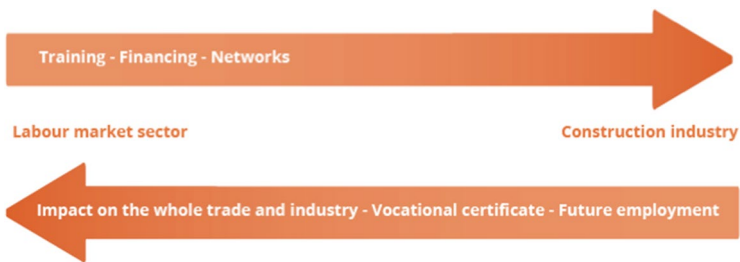 Training - Financing - Networks
Labour market sector
Construction industry
Impact on the whole trade and industry - Vocational certificate - Future employment